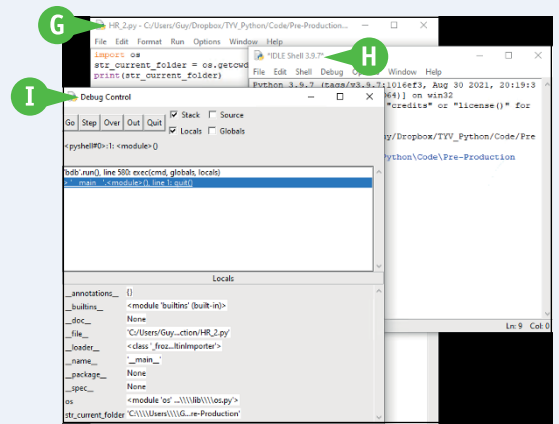 G
HR_2.py - C:/Users/Guy/Dropbox/TYV_Python/Code/Pre-Production...
File Edit Format Run Options Window Help
import os
str_current_folder = os.getcwd
print(str_current_folder)
H
*IDLE Shell 3.9.7*
File Edit Shell Debug Options Window Help
Python 3.9.7 (tags/v3.9.7:1016ef3, Aug 30 2021, 20:19:3
64)] on win32
"credits" or "license()" for
y/Dropbox/TYV_Python/Code/Pre
ython\Code\Pre-Production
Ln: 9 Col: 0
I
Debug Control
Go Step Over Out Quit
Stack Source
Locals Globals
<pyshell#0>:1: <module>()
'bdb'.run(), line 580: exec(cmd, globals, locals)
> '__main__'.<module>(), line 1: quit()
Locals
__annotations__ {}
__builtins__ <module 'builtins' (built-in)>
__doc__ None
__file__ 'C:/Users/Guy...ction/HR_2.py'
__loader__ <class '_froz...ltinImporter'>
__name__ '__main__'
__package__ None
__spec__ None
os <module 'os' ...\\\\lib\\\\os.py'>
str_current_folder 'C:\\\\Users\\\\G...re-Production'